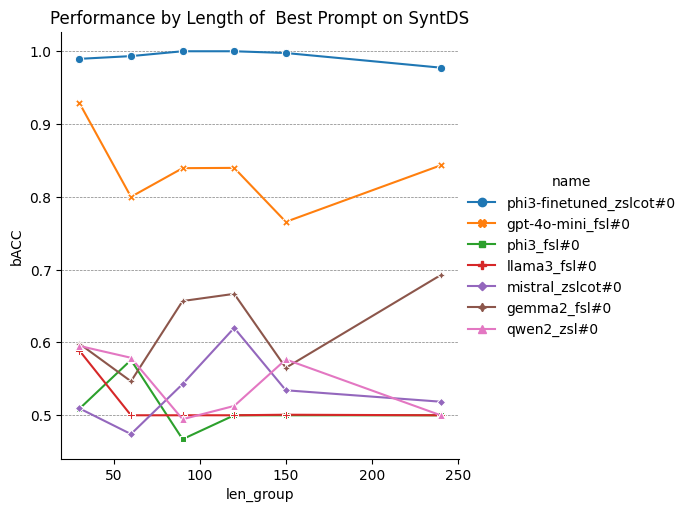 Performance by Length of  Best Prompt on SyntDS
1.0
0.9
0.8
0.7
0.6
0.5
bACC
50
100
150
200
250
len_group
name
phi3-finetuned_zslcot#0
gpt-4o-mini_fsl#0
phi3_fsl#0
llama3_fsl#0
mistral_zslcot#0
gemma2_fsl#0
qwen2_zsl#0